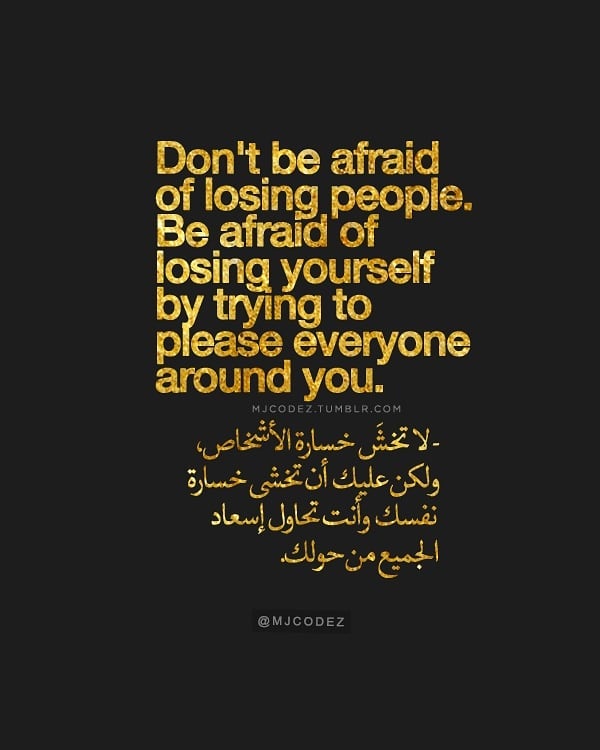 Don't be afraid
of losing people.
Be afraid of
losing yourself
by trying to
please everyone
around you.
MJCODEZ.TUMBLR.COM
-لا تخشَ خسارة الأشخاص،
ولكن عليك أن تخشى خسارة
نفسك وأنت تحاول إسعاد
الجميع من حولك.
@MJCODEZ